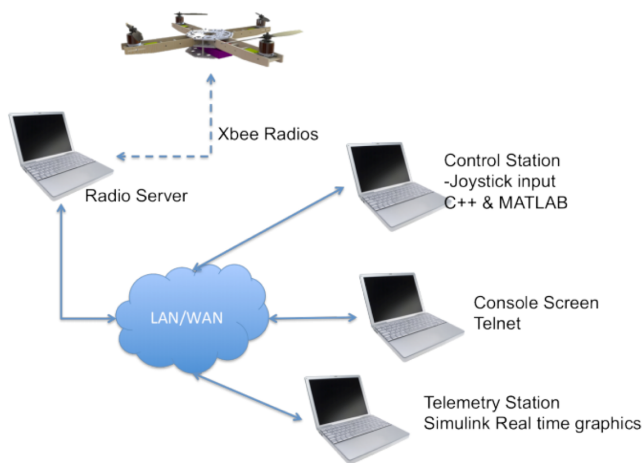 Xbee Radios
Radio Server
Control Station
-Joystick input
C++ & MATLAB
LAN/WAN
Console Screen
Telnet
Telemetry Station
Simulink Real time graphics